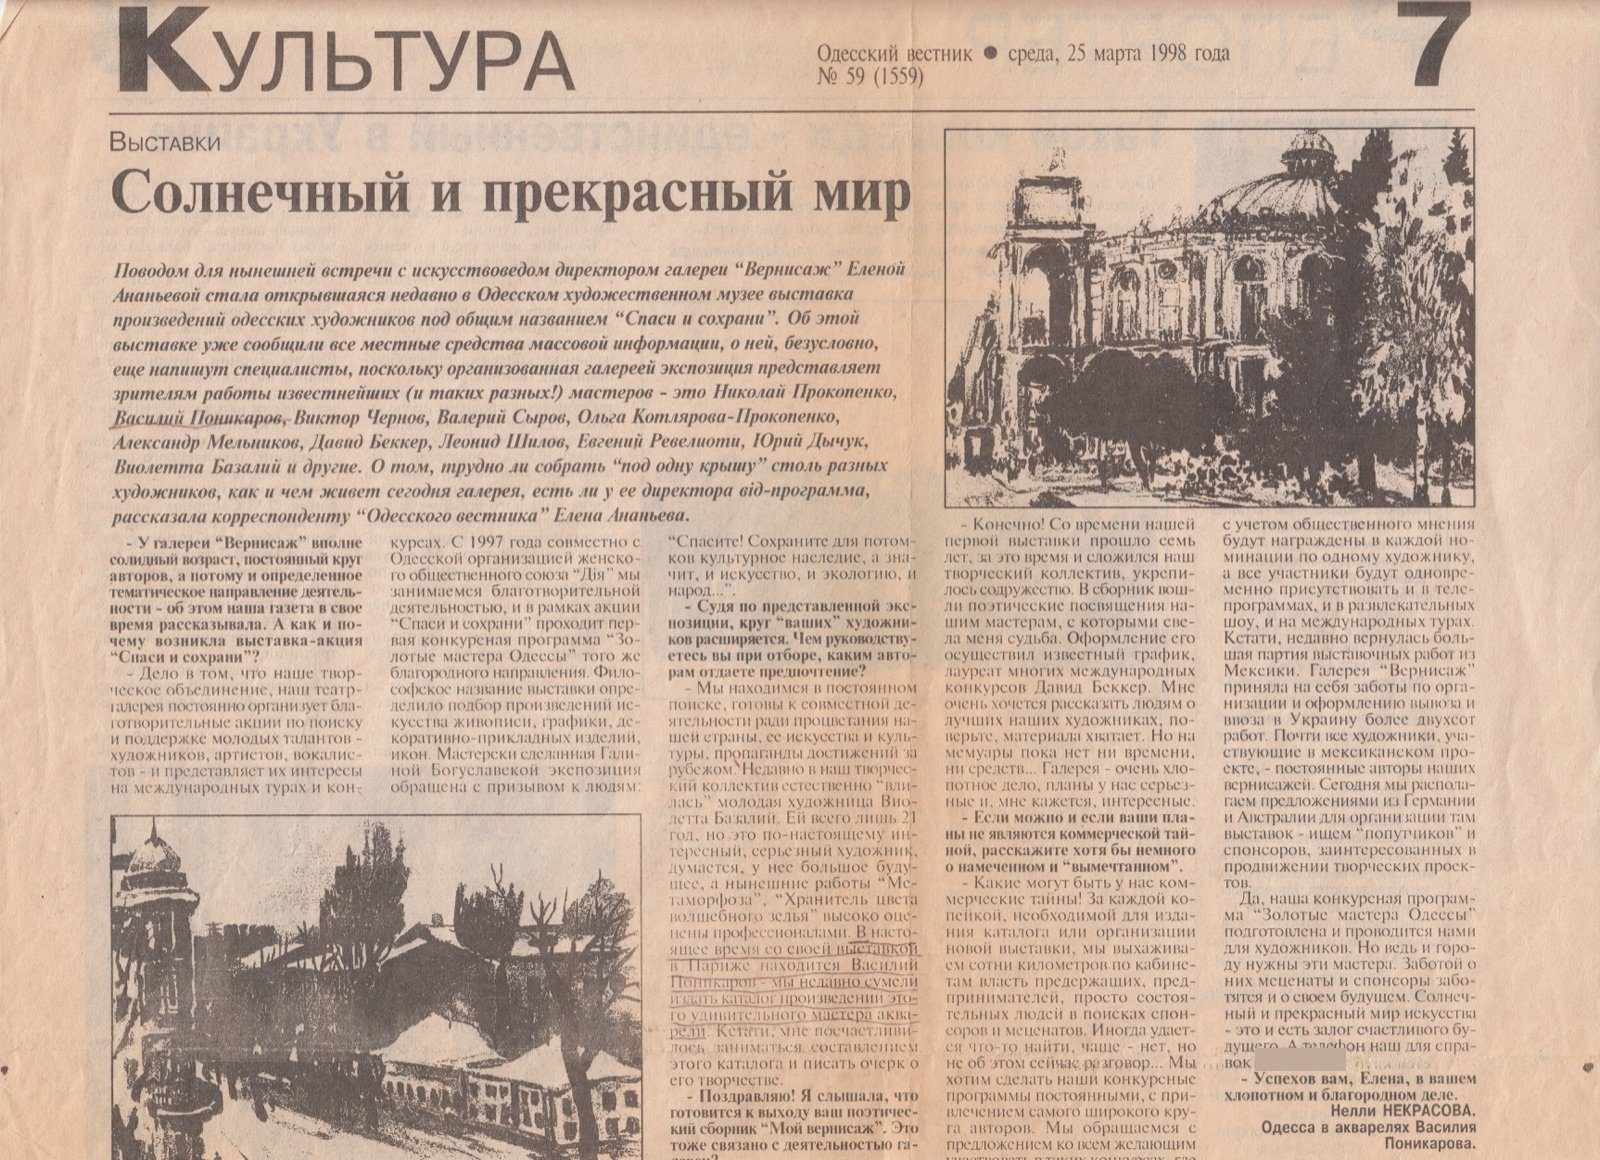 КУЛЬТУРА
Одесский вестник ● среда, 25 марта 1998 года
№ 59 (1559)
7
ВЫСТАВКИ
Солнечный и прекрасный мир
Поводом для нынешней встречи с искусствоведом директором галереи “Вернисаж” Еленой
Ананьевой стала открывшаяся недавно в Одесском художественном музее выставка
произведений одесских художников под общим названием “Спаси и сохрани”. Об этой
выставке уже сообщили все местные средства массовой информации, о ней, безусловно,
еще напишут специалисты, поскольку организованная галереей экспозиция представляет
зрителям работы известнейших (и таких разных!) мастеров - это Николай Прокопенко,
Василий Поникаров, Виктор Чернов, Валерий Сыров, Ольга Котлярова-Прокопенко,
Александр Мельников, Давид Беккер, Леонид Шилов, Евгений Ревелиоти, Юрий Дычук,
Виолетта Базалий и другие. О том, трудно ли собрать “под одну крышу” столь разных
художников, как и чем живет сегодня галерея, есть ли у ее директора від-программа,
рассказала корреспонденту “Одесского вестника” Елена Ананьева.
- У галереи “Вернисаж” вполне
солидный возраст, постоянный круг
авторов, а потому и определенное
тематическое направление деятель-
ности - об этом наша газета в свое
время рассказывала. А как и по-
чему возникла выставка-акция
“Спаси и сохрани”?
- Дело в том, что наше твор-
ческое объединение, наш театр-
галерея постоянно организует бла-
готворительные акции по поиску
и поддержке молодых талантов -
художников, артистов, вокалис-
тов - и представляет их интересы
на международных турах и кон-
курсах. С 1997 года совместно с
Одесской организацией женско-
го общественного союза “Дія” мы
занимаемся благотворительной
деятельностью, и в рамках акции
“Спаси и сохрани” проходит пер-
вая конкурсная программа “Зо-
лотые мастера Одессы” того же
благородного направления. Фило-
софское название выставки опре-
делило подбор произведений ис-
кусства живописи, графики, де-
коративно-прикладных изделий,
икон. Мастерски сделанная Гали-
ной Богуславской экспозиция
обращена с призывом к людям:
“Спасите! Сохраните для потом-
ков культурное наследие, а зна-
чит, и искусство, и экологию, и
народ...”.
- Судя по представленной экс-
позиции, круг “ваших” художни-
ков расширяется. Чем руководству-
етесь вы при отборе, каким авто-
рам отдаете предпочтение?
- Мы находимся в постоянном
поиске, готовы к совместной де-
ятельности ради процветания на-
шей страны, ее искусства и куль-
туры, пропаганды достижений за
рубежом. Недавно в наш творчес-
кий коллектив естественно “вли-
лась” молодая художница Вио-
летта Базалий. Ей всего лишь 21
год, но это по-настоящему ин-
тересный, серьезный художник,
думается, у нее большое буду-
щее, а нынешние работы “Ме-
таморфоза”, “Хранитель цвета
волшебного зелья” высоко оце-
нены профессионалами. В насто-
ящее время со своей выставкой
в Париже находится Василий
Поникаров - мы недавно сумели
издать каталог произведений это-
го удивительного мастера аква-
рели. Кстати, мне посчастливи-
лось заниматься составлением
этого каталога и писать очерк о
его творчестве.
- Поздравляю! Я слышала, что
готовится к выходу ваш поэтичес-
кий сборник “Мой вернисаж”. Это
тоже связано с деятельностью га-
лереи?
- Конечно! Со времени нашей
первой выставки прошло семь
лет, за это время и сложился наш
творческий коллектив, укрепи-
лось содружество. В сборник вош-
ли поэтические посвящения на-
шим мастерам, с которыми све-
ла меня судьба. Оформление его
осуществил известный график,
лауреат многих международных
конкурсов Давид Беккер. Мне
очень хочется рассказать людям о
лучших наших художниках, по-
верьте, материала хватает. Но на
мемуары пока нет ни времени,
ни средств... Галерея - очень хло-
потное дело, планы у нас серьез-
ные и, мне кажется, интересные.
- Если можно и если ваши пла-
ны не являются коммерческой тай-
ной, расскажите хотя бы немного
о намеченном и “вымечтанном”.
- Какие могут быть у нас ком-
мерческие тайны! За каждой ко-
пейкой, необходимой для изда-
ния каталога или организации
новой выставки, мы выхажива-
ем сотни километров по кабине-
там власть предержащих, пред-
принимателей, просто состоя-
тельных людей в поисках спон-
соров и меценатов. Иногда удает-
ся что-то найти, чаще - нет, но
не об этом сейчас разговор... Мы
хотим сделать наши конкурсные
программы постоянными, с при-
влечением самого широкого кру-
га авторов. Мы обращаемся с
предложением ко всем желающим
участвовать в таких конкурсах, где
с учетом общественного мнения
будут награждены в каждой но-
минации по одному художнику,
а все участники будут одновре-
менно присутствовать и в теле-
программах, и в развлекательных
шоу, и на международных турах.
Кстати, недавно вернулась боль-
шая партия выставочных работ из
Мексики. Галерея “Вернисаж”
приняла на себя заботы по орга-
низации и оформлению вывоза и
ввоза в Украину более двухсот
работ. Почти все художники, уча-
ствующие в мексиканском про-
екте, - постоянные авторы наших
вернисажей. Сегодня мы распола-
гаем предложениями из Германии
и Австралии для организации там
выставок - ищем “попутчиков” и
спонсоров, заинтересованных в
продвижении творческих проек-
тов.
Да, наша конкурсная програм-
ма “Золотые мастера Одессы”
подготовлена и проводится нами
для художников. Но ведь и горо-
ду нужны эти мастера. Заботой о
них меценаты и спонсоры забо-
тятся и о своем будущем. Солнеч-
ный и прекрасный мир искусства
- это и есть залог счастливого бу-
дущего. А телефон наш для спра-
вок
- Успехов вам, Елена, в вашем
хлопотном и благородном деле.
Нелли НЕКРАСОВА.
Одесса в акварелях Василия
Поникарова.